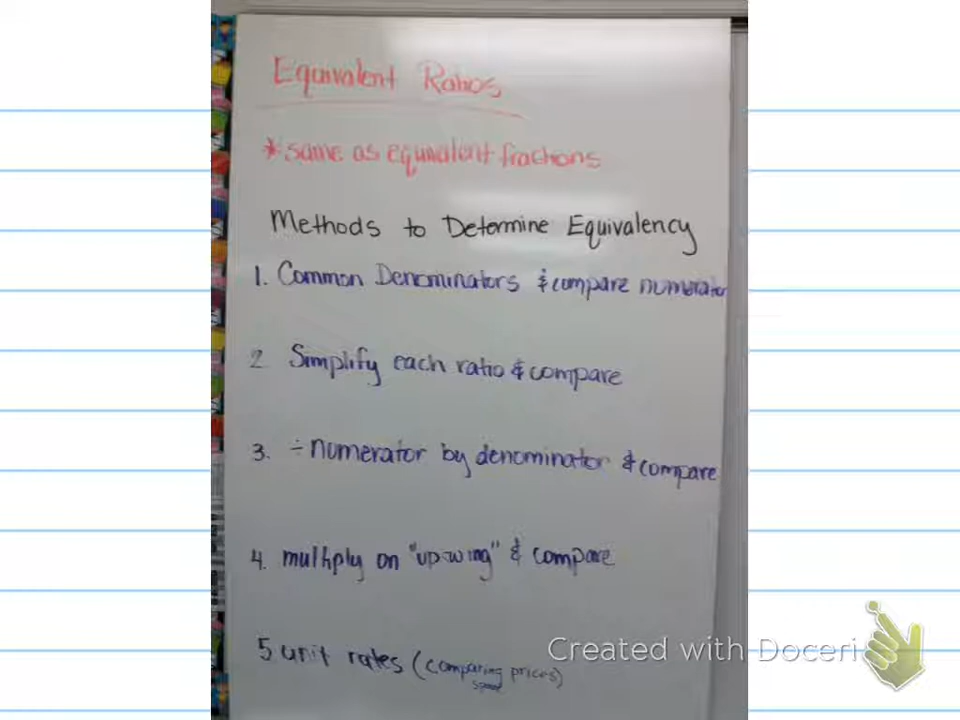 Equivalent Ratios
* same as equivalent fractions
Methods to Determine Equivalency
1. Common Denominators & compare numerator
2 Simplify each ratio & compare
3. ÷ numerator by denominator & compare
4. multiply on "up-wing" & compare
5 unit rates (comparing prices)
speed
Created with Doceri